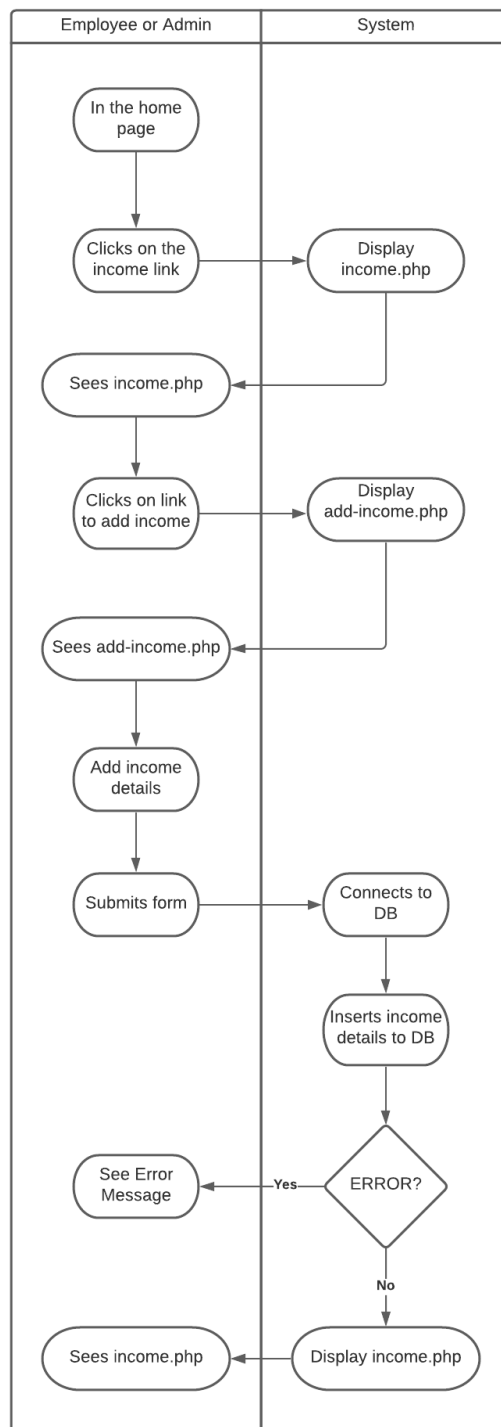 Employee or Admin
System
In the home
page
Clicks on the
income link
Display
income.php
Sees income.php
Clicks on link
to add income
Display
add-income.php
Sees add-income.php
Add income
details
Submits form
Connects to
DB
Inserts income
details to DB
See Error
Message
Yes
ERROR?
No
Sees income.php
Display income.php